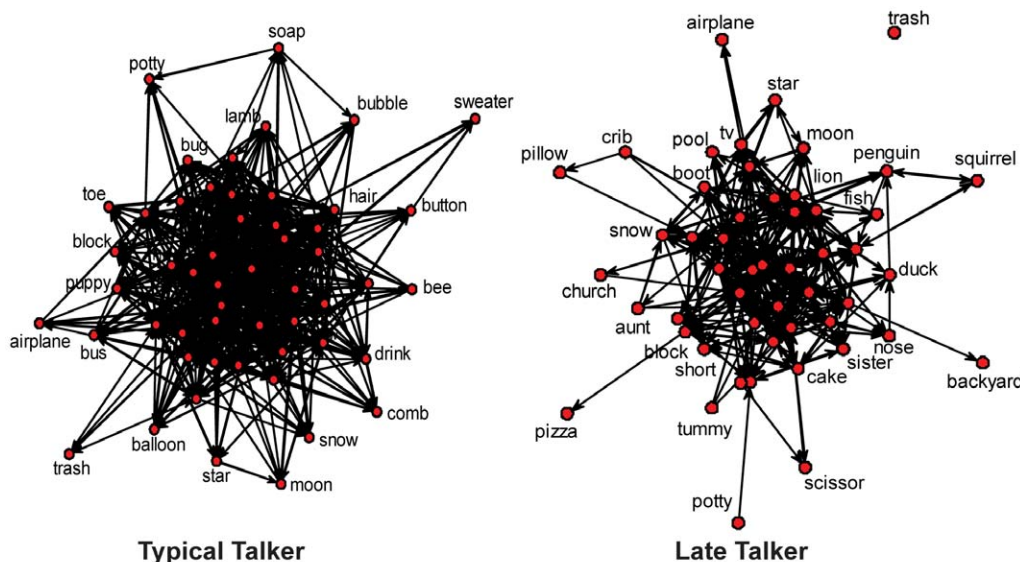 soap
potty
bubble
sweater
lamb
bug
toe
hair
button
block
puppy
bee
airplane
bus
drink
comb
balloon
snow
trash
star
moon
Typical Talker
airplane
trash
star
tv
moon
crib
pool
pillow
boot
lion
penguin
squirrel
fish
snow
church
duck
aunt
block
short
nose
sister
cake
backyard
pizza
tummy
scissor
potty
Late Talker